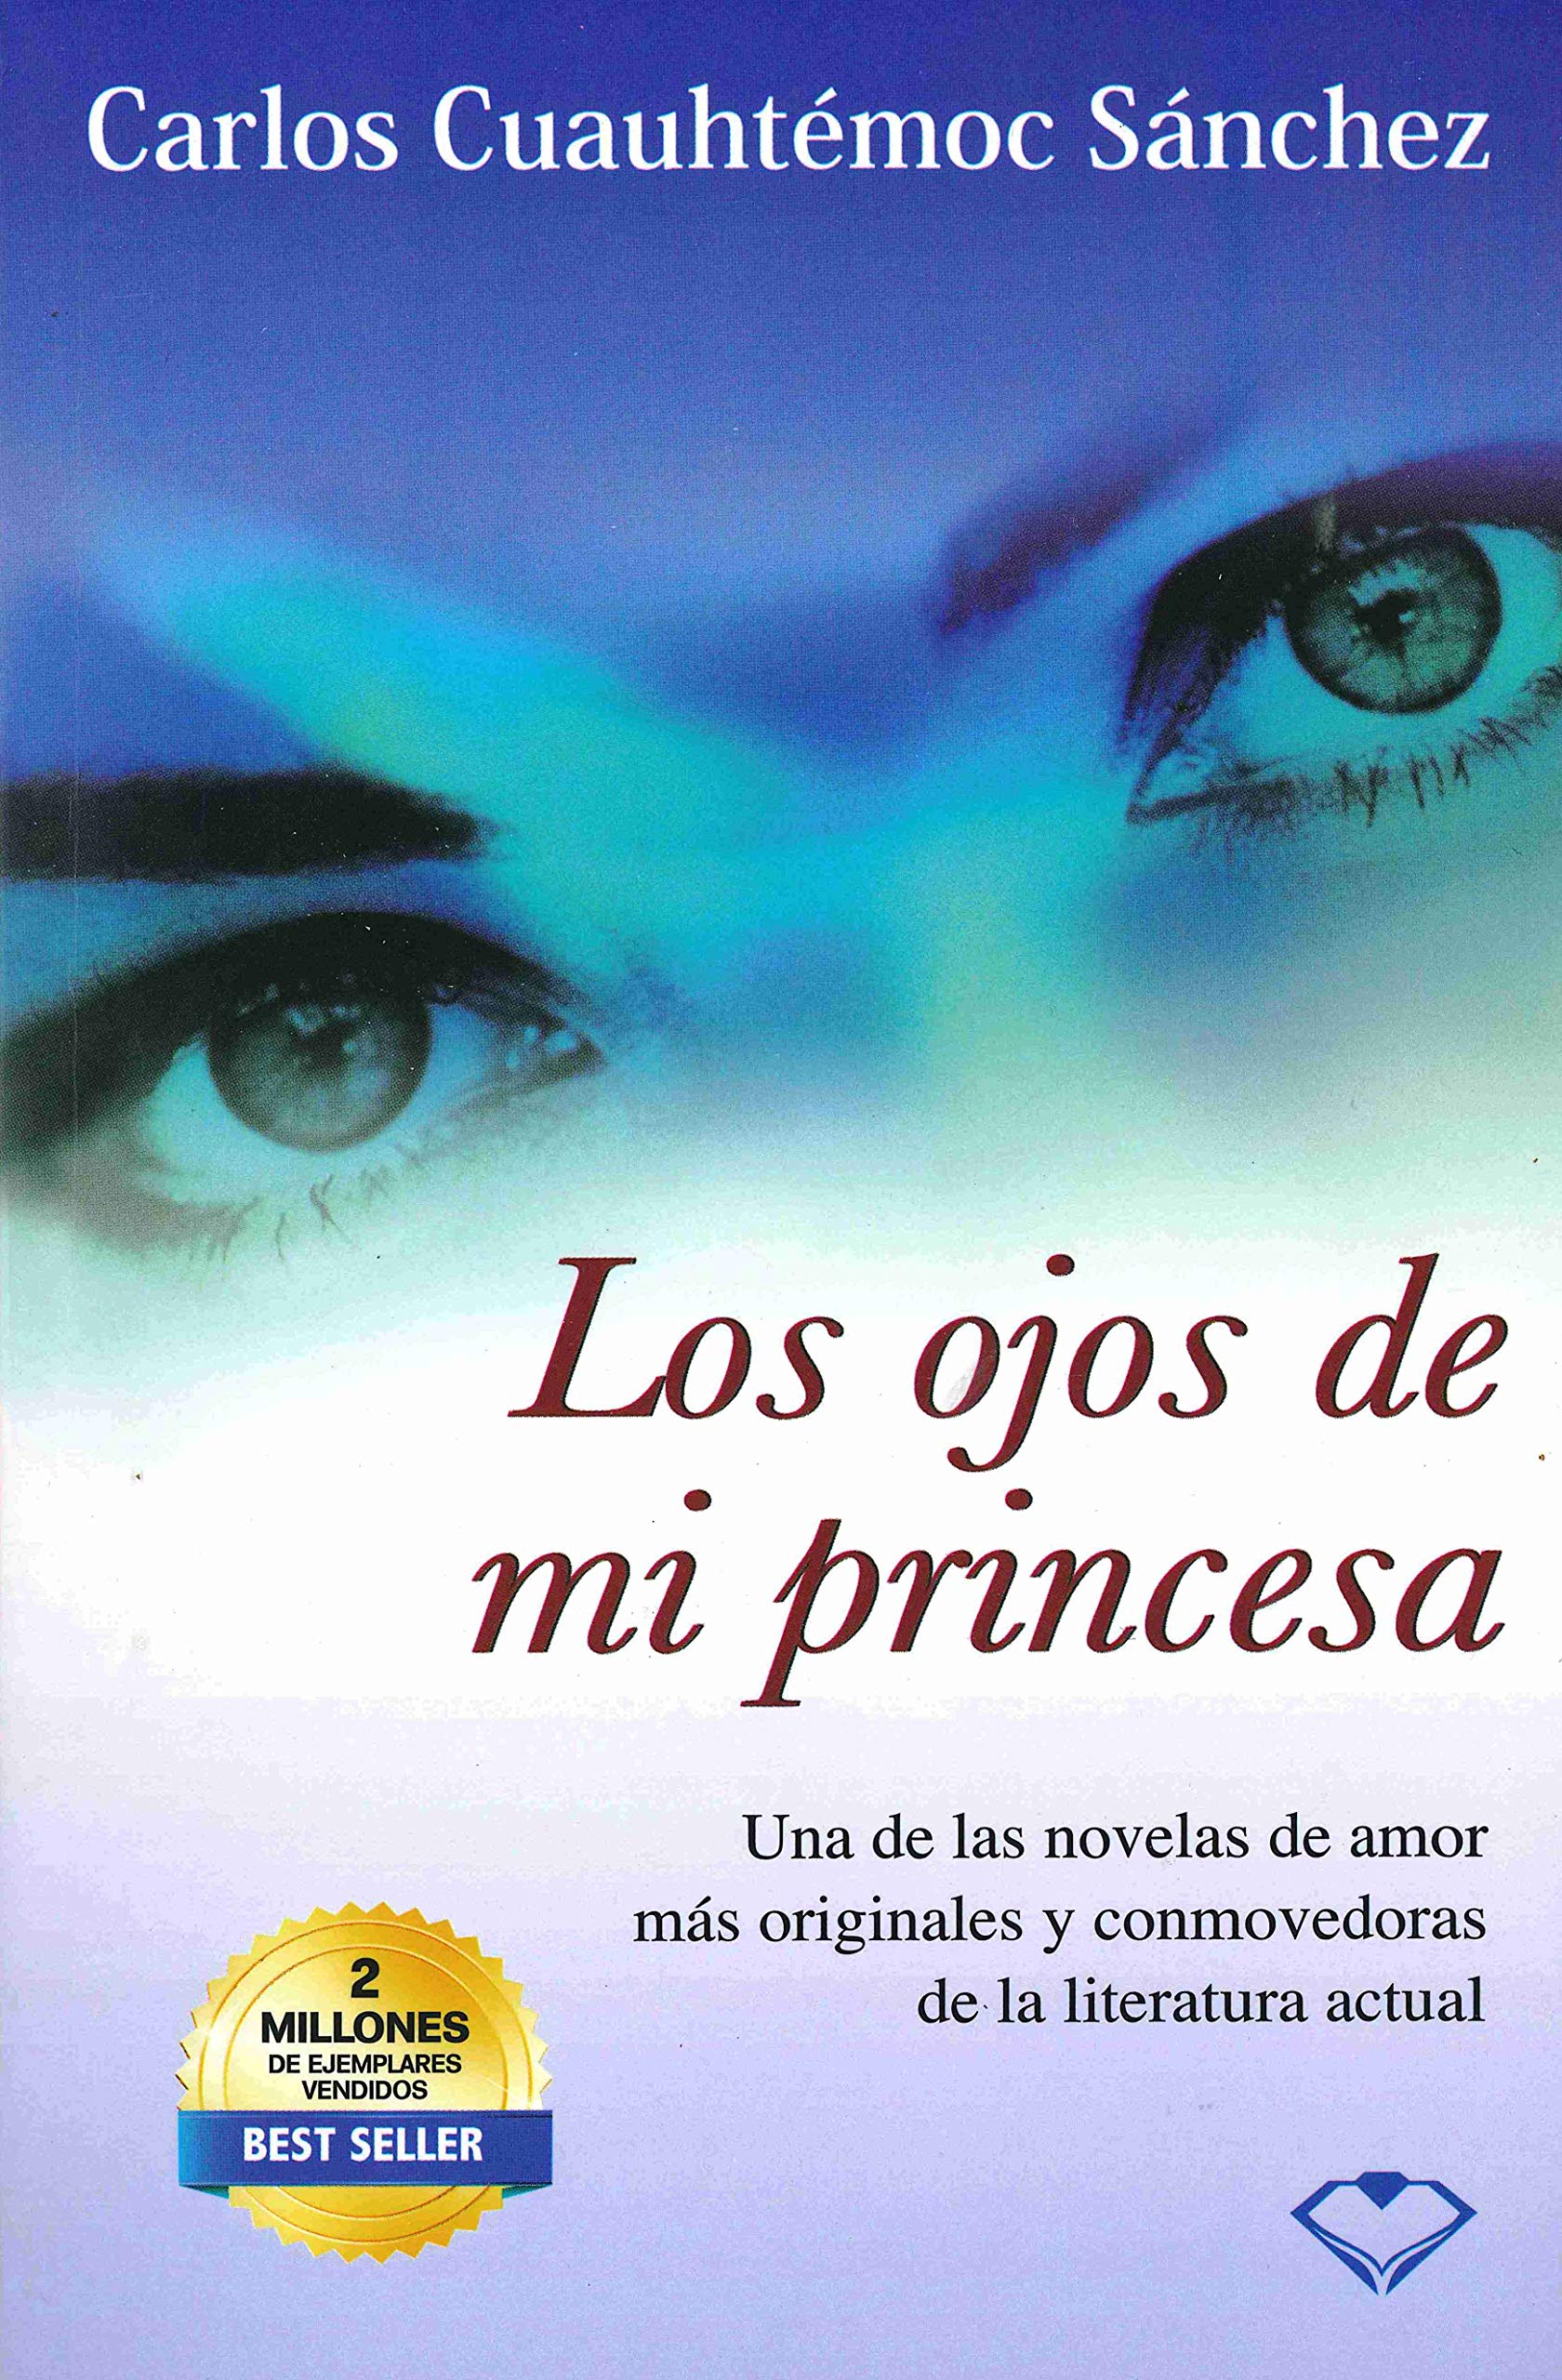 Carlos Cuauhtémoc Sánchez
Los ojos de
mi princesa
Una de las novelas de amor
más originales y conmovedoras
de la literatura actual
2
MILLONES
DE EJEMPLARES
VENDIDOS
BEST SELLER